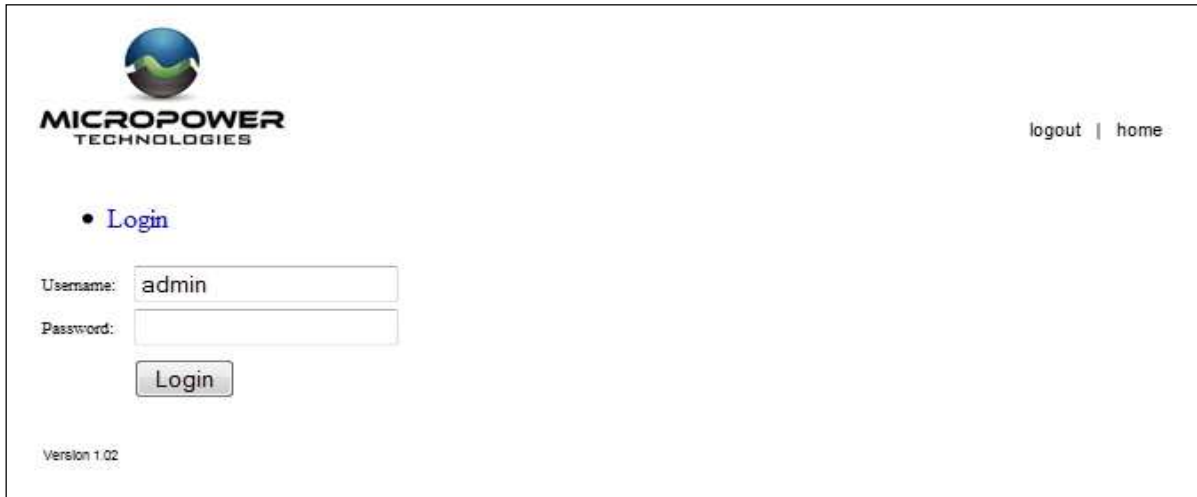 MICROPOWER
TECHNOLOGIES
logout | home
• Login
Username: admin
Password:
Login
Version 1.02